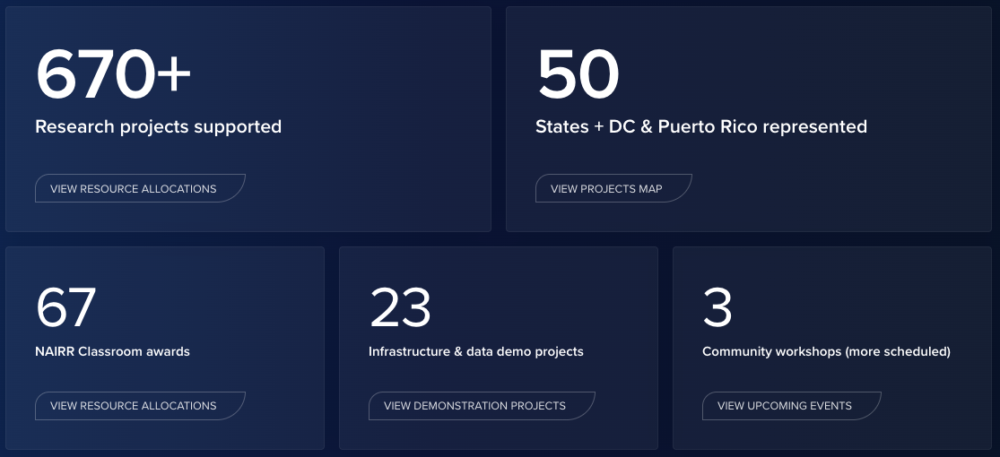 670+
Research projects supported
VIEW RESOURCE ALLOCATIONS
50
States + DC & Puerto Rico represented
VIEW PROJECTS MAP
67
NAIRR Classroom awards
VIEW RESOURCE ALLOCATIONS
23
Infrastructure & data demo projects
VIEW DEMONSTRATION PROJECTS
3
Community workshops (more scheduled)
VIEW UPCOMING EVENTS